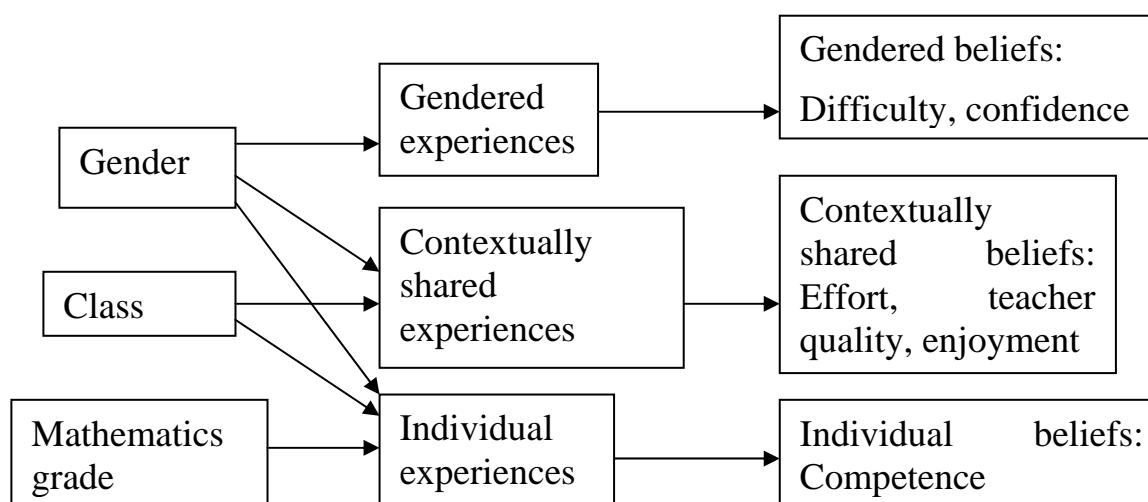 Gender
Class
Mathematics
grade
Gendered
experiences
Contextually
shared
experiences
Individual
experiences
Gendered beliefs:
Difficulty, confidence
Contextually
shared beliefs:
Effort, teacher
quality, enjoyment
Individual beliefs:
Competence